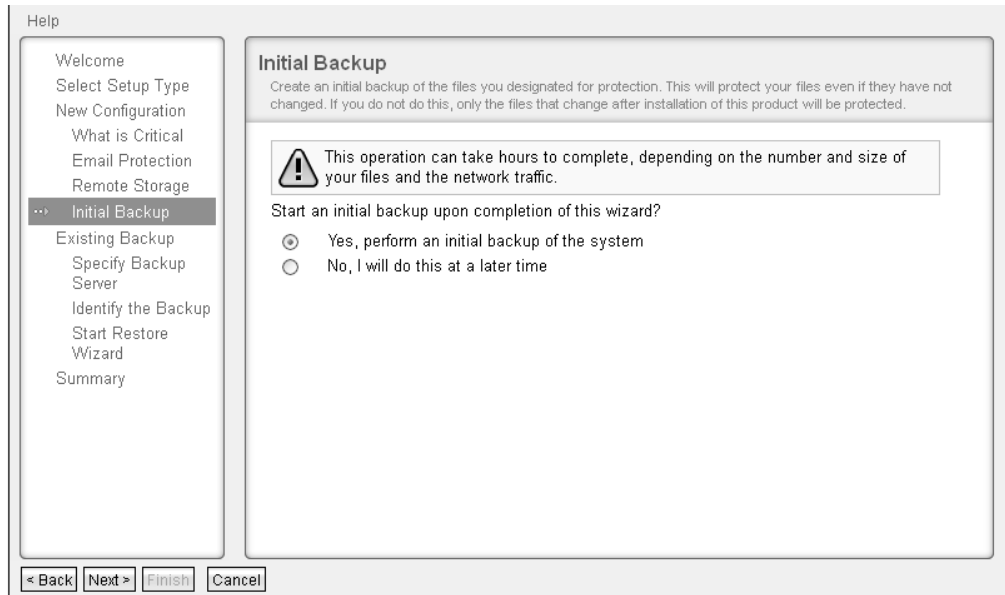 Help
Welcome
Select Setup Type
New Configuration
What is Critical
Email Protection
Remote Storage
Initial Backup
Existing Backup
Specify Backup
Server
Identify the Backup
Start Restore
Wizard
Summary
Initial Backup
Create an initial backup of the files you designated for protection. This will protect your files even if they have not
changed. If you do not do this, only the files that change after installation of this product will be protected.
This operation can take hours to complete, depending on the number and size of
your files and the network traffic.
Start an initial backup upon completion of this wizard?
Yes, perform an initial backup of the system
No, I will do this at a later time
< Back Next > Finish Cancel